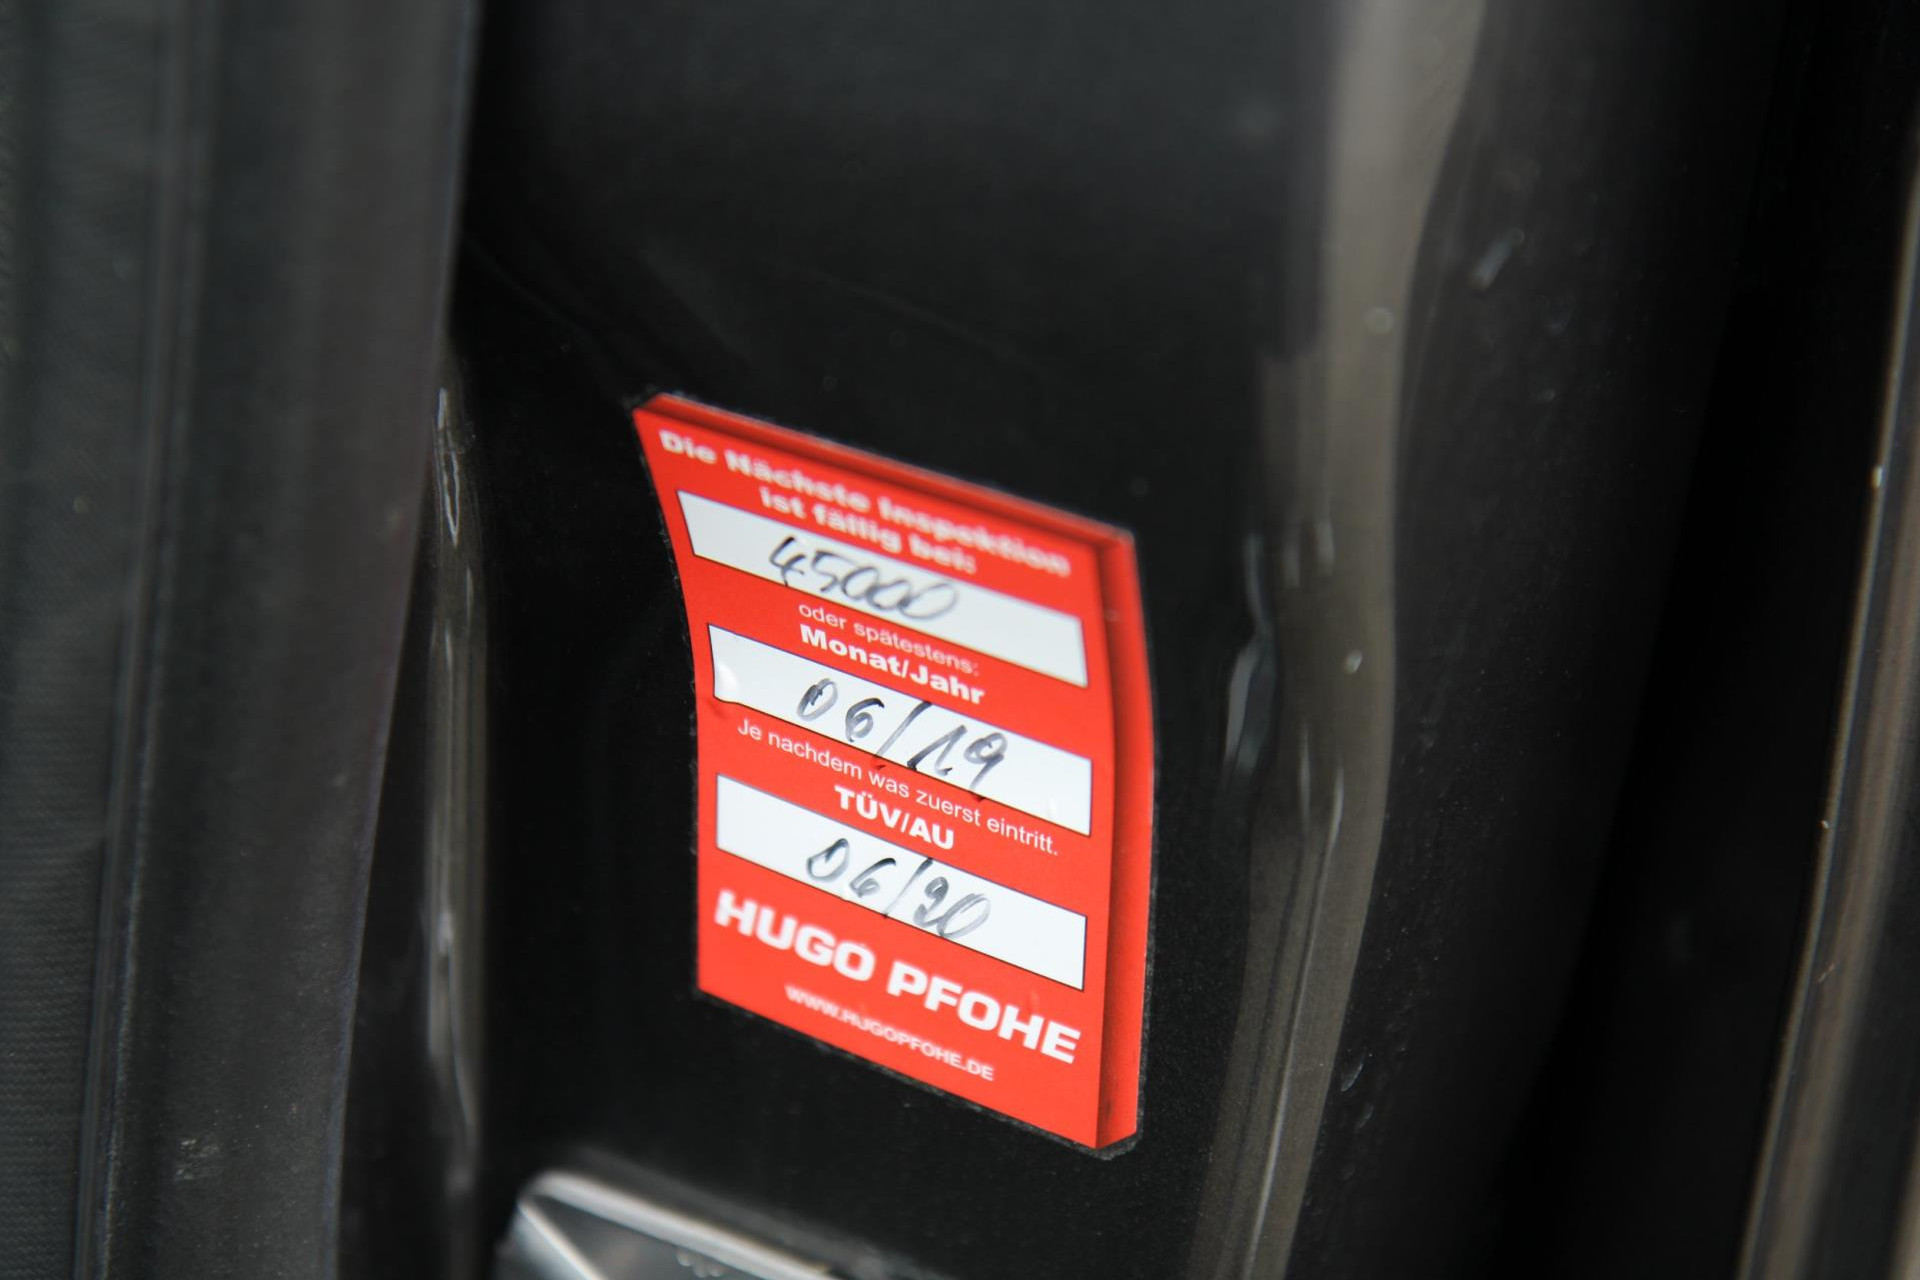 Die Nächste Inspektion
ist fällig bei:
45000
oder spätestens:
Monat/Jahr
06/19
Je nachdem was zuerst eintritt.
TÜV/AU
06/20
HUGO PFOHE
WWW.HUGOPFOHE.DE